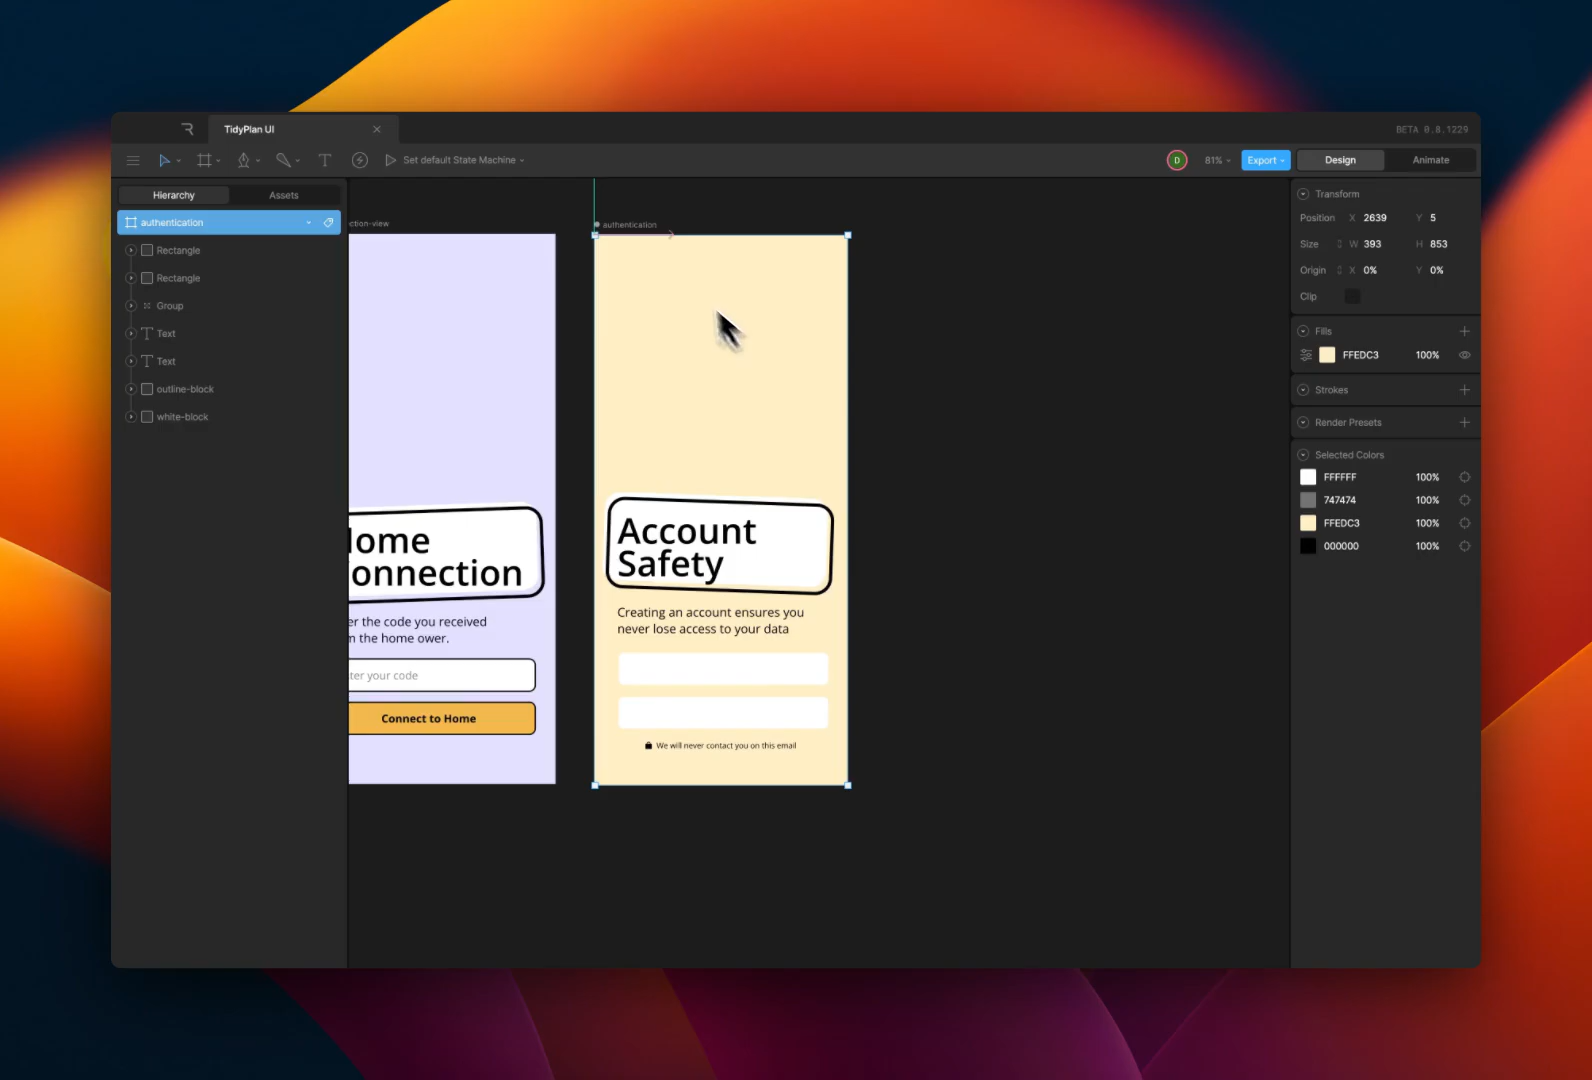 TidyPlan UI
BETA 0.8.1229
Set default State Machine
D
81%
Export
Design
Animate
Hierarchy
Assets
authentication
Rectangle
Rectangle
Group
Text
Text
outline-block
white-block
ction-view
ome
onnection
er the code you received
the home ower.
ter your code
Connect to Home
authentication
Account
Safety
Creating an account ensures you
never lose access to your data
We will never contact you on this email
Transform
Position X 2639 Y 5
Size W 393 H 853
Origin X 0% Y 0%
Clip
Fills
FFEDC3 100%
Strokes
Render Presets
Selected Colors
FFFFFF 100%
747474 100%
FFEDC3 100%
000000 100%